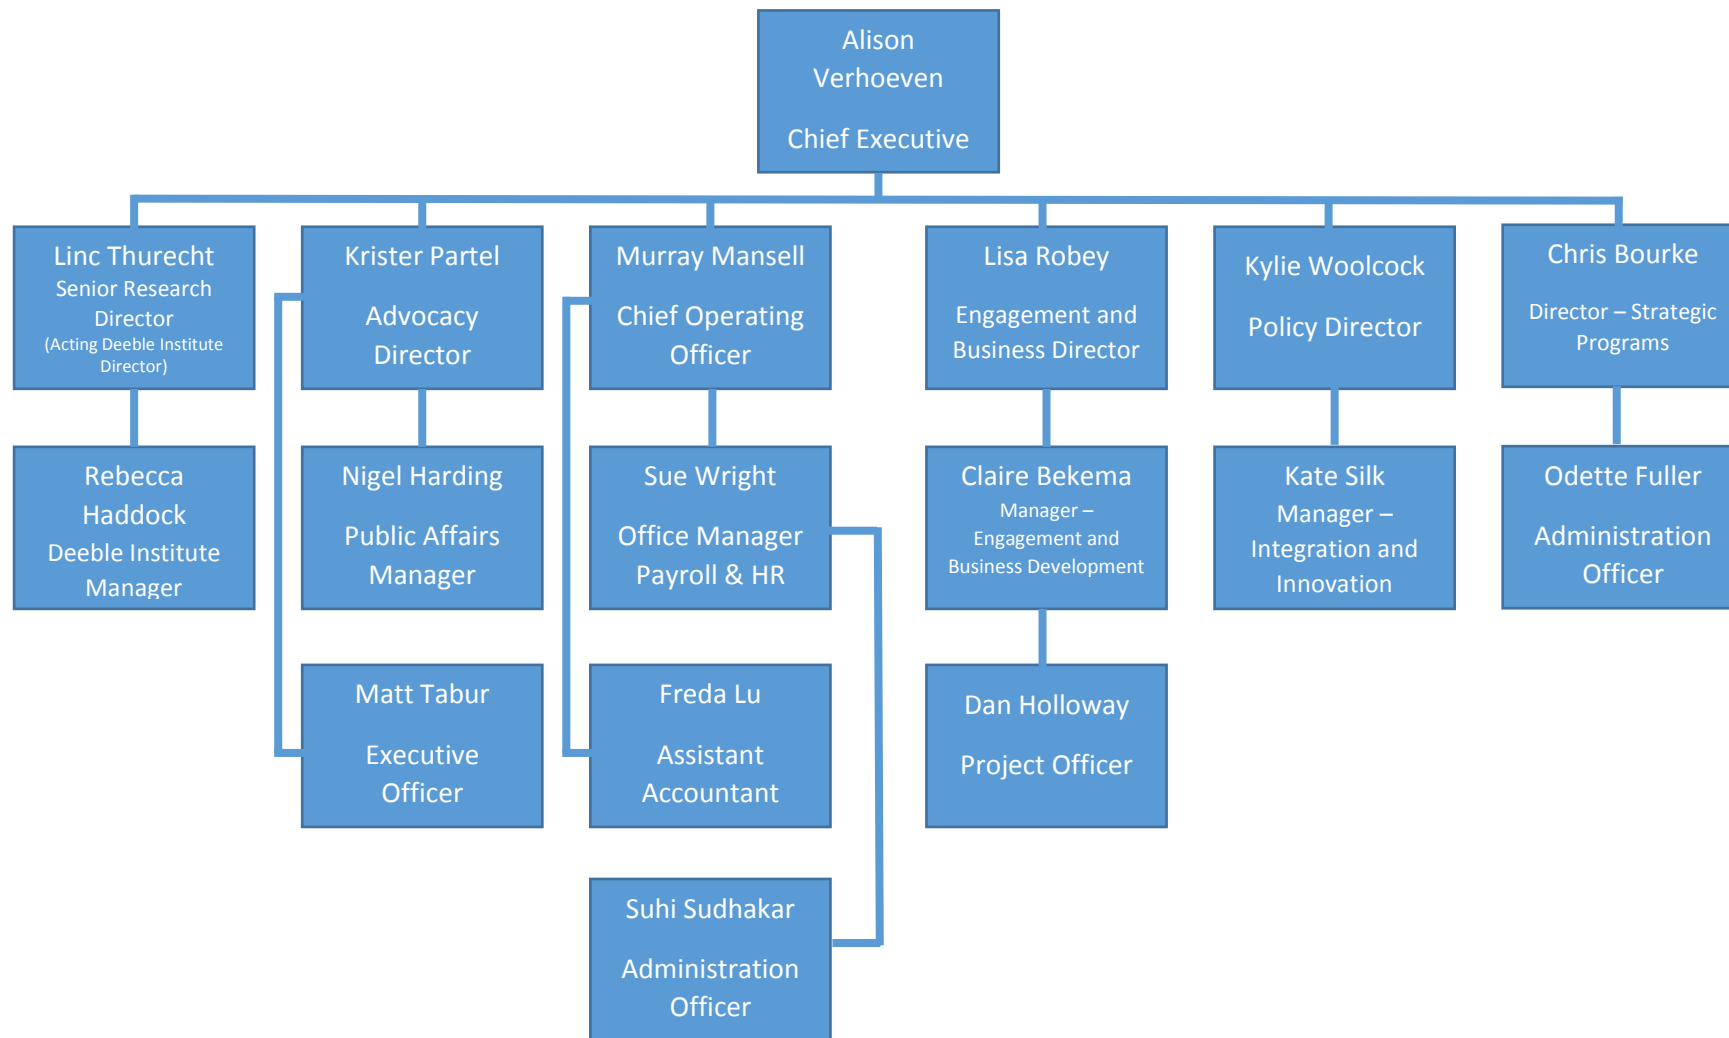 Alison
Verhoeven
Chief Executive
Linc Thurecht
Senior Research
Director
(Acting Deeble Institute
Director)
Krister Partel
Advocacy
Director
Murray Mansell
Chief Operating
Officer
Lisa Robey
Engagement and
Business Director
Kylie Woolcock
Policy Director
Chris Bourke
Director – Strategic
Programs
Rebecca
Haddock
Deeble Institute
Manager
Nigel Harding
Public Affairs
Manager
Sue Wright
Office Manager
Payroll & HR
Claire Bekema
Manager –
Engagement and
Business Development
Kate Silk
Manager –
Integration and
Innovation
Odette Fuller
Administration
Officer
Matt Tabur
Executive
Officer
Freda Lu
Assistant
Accountant
Dan Holloway
Project Officer
Suhi Sudhakar
Administration
Officer